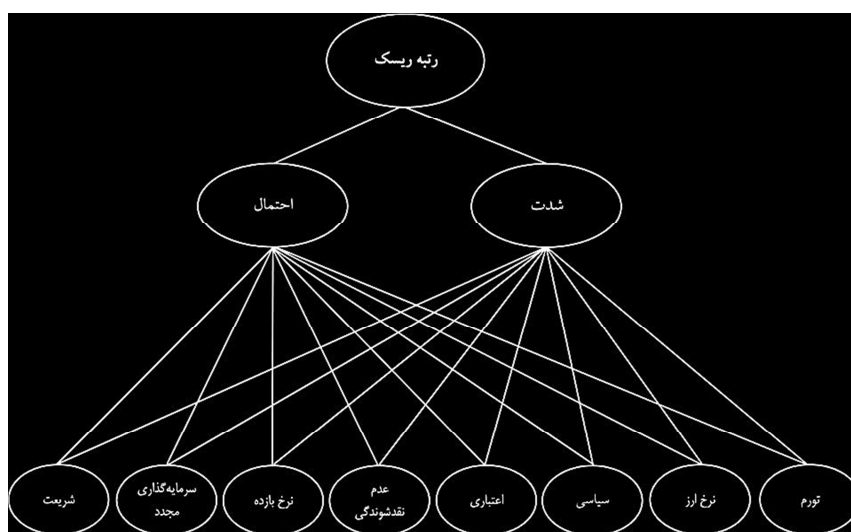 رتبه ریسک
شدت
احتمال
تورم
نرخ ارز
سیاسی
اعتباری
عدم
نقدشوندگی
نرخ بازده
سرمایه‌گذاری
مجدد
شریعت